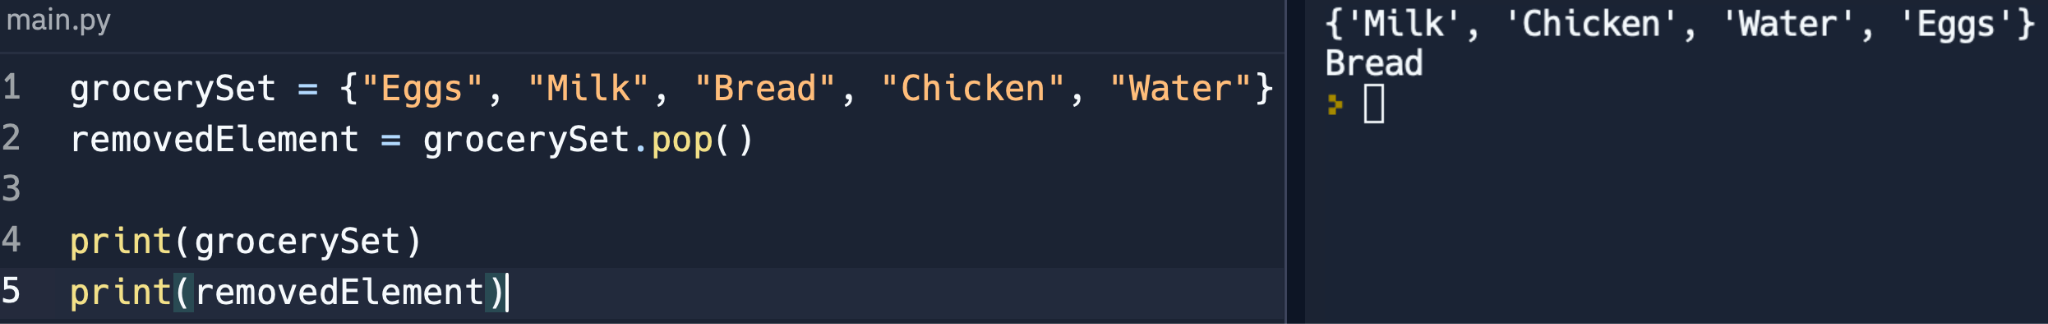 main.py
1 grocerySet = {"Eggs", "Milk", "Bread", "Chicken", "Water"}
2 removedElement = grocerySet.pop()
3
4 print(grocerySet)
5 print(removedElement)
{'Milk', 'Chicken', 'Water', 'Eggs'}
Bread